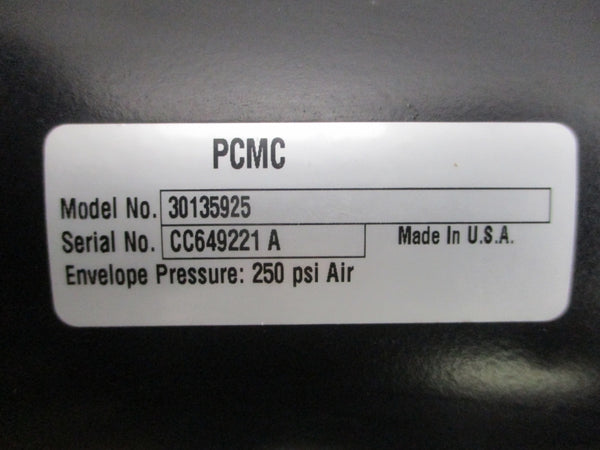 PCMC
Model No. 30135925
Serial No. CC649221 A Made In U.S.A.
Envelope Pressure: 250 psi Air